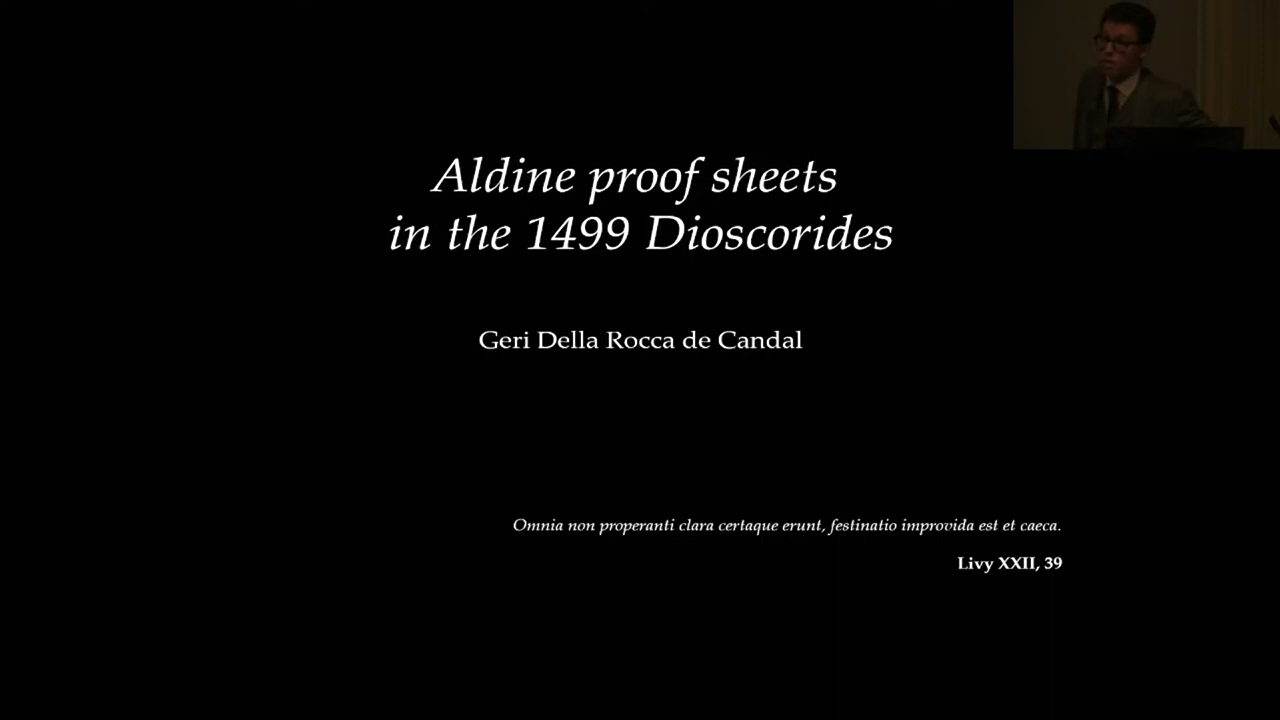 Aldine proof sheets
in the 1499 Dioscorides
Geri Della Rocca de Candal
Omnia non properanti clara certaque erunt, festinatio improvida est et caeca.
Livy XXII, 39